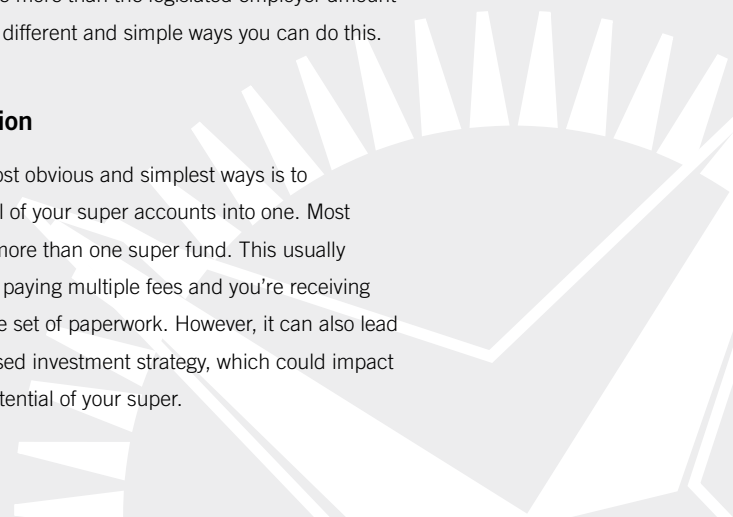 more than the legislated employer amount
different and simple ways you can do this.
ion
ost obvious and simplest ways is to
l of your super accounts into one. Most
more than one super fund. This usually
paying multiple fees and you're receiving
e set of paperwork. However, it can also lead
sed investment strategy, which could impact
tential of your super.